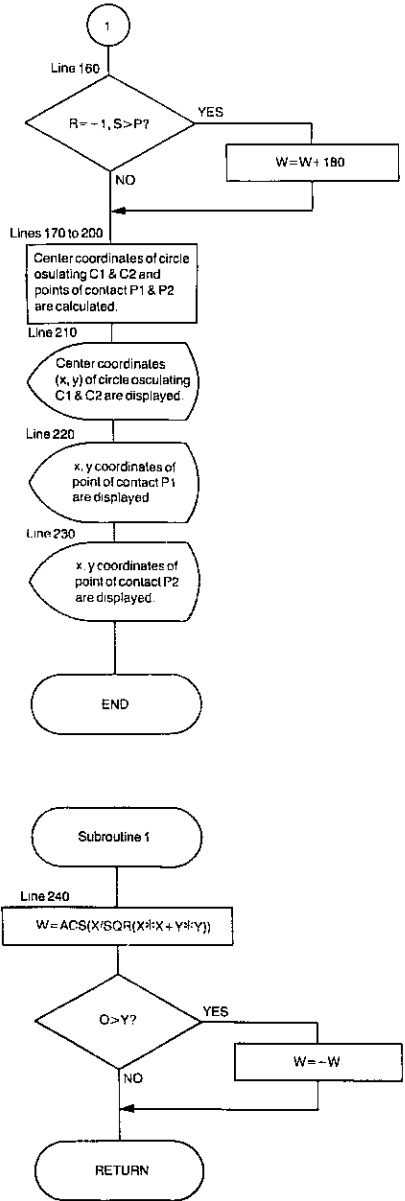 1
Line 160
R=-1, S>P?
YES
W=W+180
NO
Lines 170 to 200
Center coordinates of circle
osulating C1 & C2 and
points of contact P1 & P2
are calculated.
Line 210
Center coordinates
(x, y) of circle osculating
C1 & C2 are displayed.
Line 220
x, y coordinates of
point of contact P1
are displayed
Line 230
x, y coordinates of
point of contact P2
are displayed.
END
Subroutine 1
Line 240
W=ACS(X/SQR(X*X+Y*Y))
O>Y?
YES
W=-W
NO
RETURN